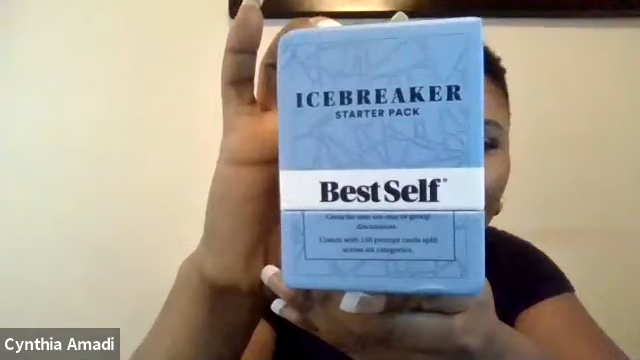 ICEBREAKER
STARTER PACK
BestSelf®
Great for one-on-one or group
discussions.
Comes with 150 prompt cards split
across six categories.
Cynthia Amadi